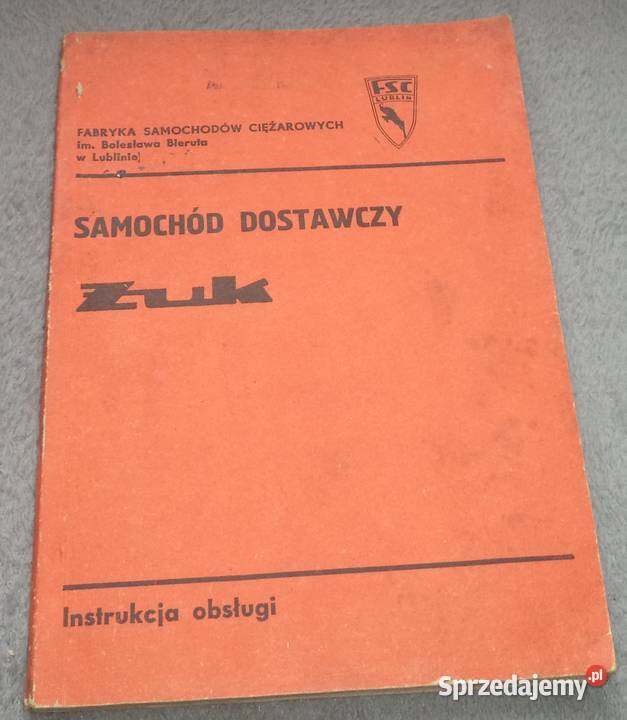 FSC
LUBLIN
FABRYKA SAMOCHODÓW CIĘŻAROWYCH
im. Bolesława Bieruta
w Lublinie
SAMOCHÓD DOSTAWCZY
Żuk
Instrukcja obsługi
Sprzedajemy.pl